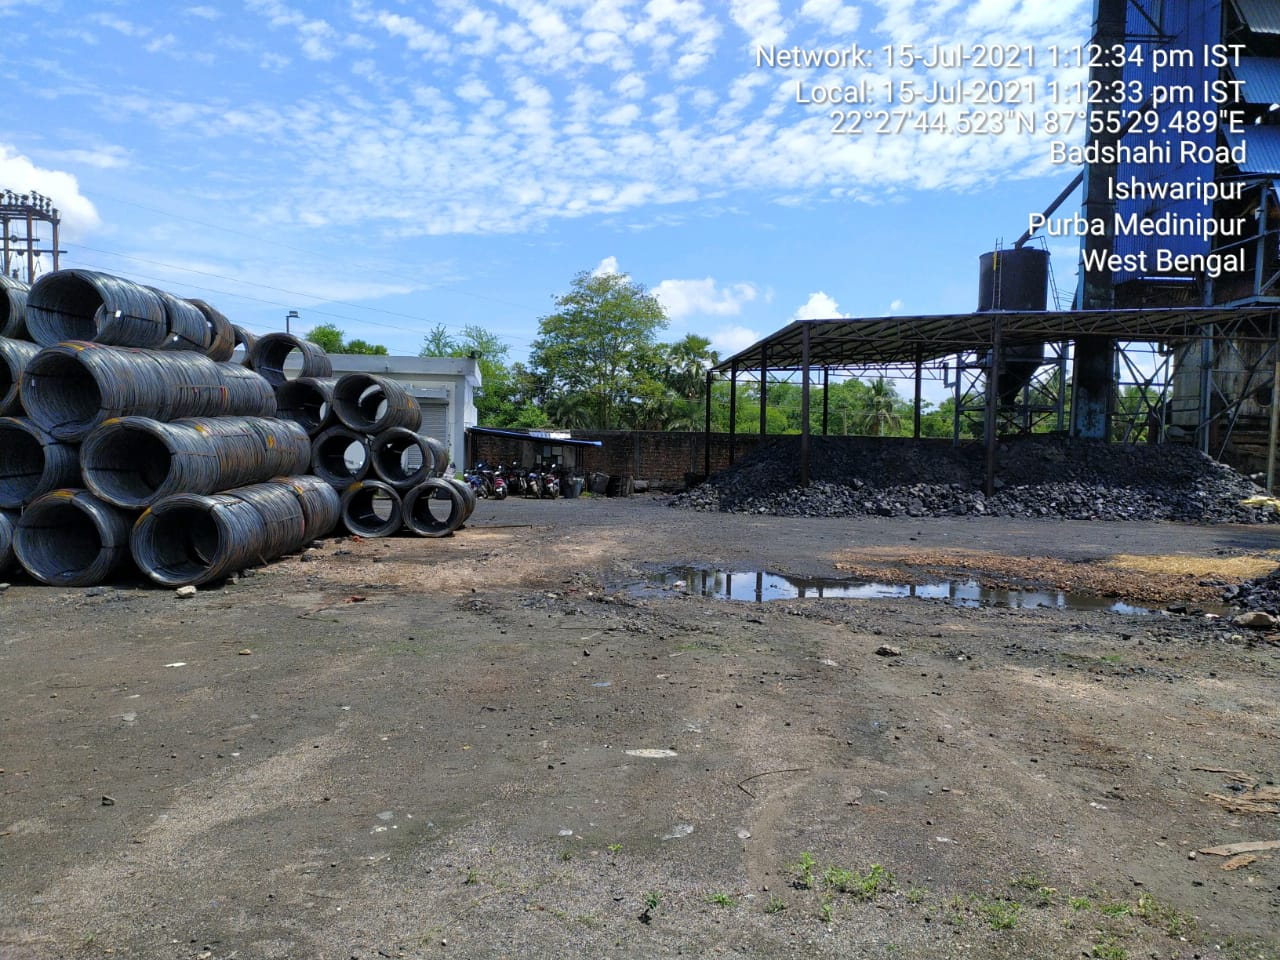 Network: 15-Jul-2021 1:12:34 pm IST
Local: 15-Jul-2021 1:12:33 pm IST
22°27'44.523"N 87°55'29.489"E
Badshahi Road
Ishwaripur
Purba Medinipur
West Bengal